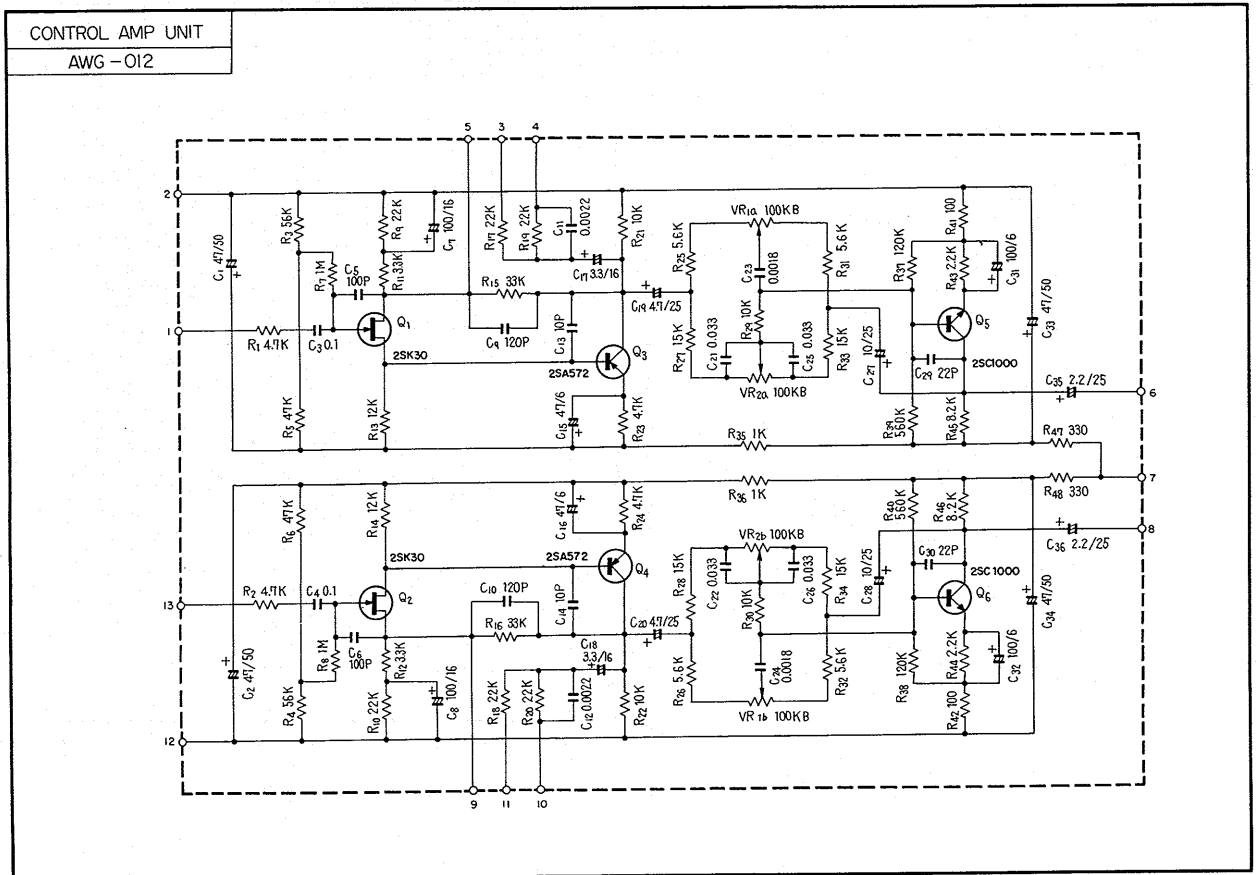 CONTROL AMP UNIT
AWG-012
5
3
4
2
R3 56K
R9 22K
C7 100/16
+
R17 22K
R19 22K
C11 0.0022
R21 10K
VR1a 100KB
R41 100
C1 47/50
+
R7 1M
C5 100P
R11 3.3K
R15 33K
+
C17 3.3/16
R25 5.6K
C23 0.0018
R31 5.6K
R37 120K
R43 2.2K
C31 100/6
+
1
R1 4.7K
C3 0.1
Q1
2SK30
C9 120P
C13 10P
C19 4.7/25
+
Q3
2SA572
R27 15K
C21 0.033
R29 10K
C25 0.033
R33 15K
C27 10/25
+
Q5
2SC1000
C29 22P
C33 47/50
+
VR2a 100KB
C35 2.2/25
+
6
R5 47K
R13 12K
C15 47/6
+
R23 4.7K
R39 560K
R45 8.2K
R35 1K
R47 330
7
R36 1K
R48 330
R6 47K
R14 12K
C16 47/6
+
R24 4.7K
R40 560K
R46 8.2K
+
C36 2.2/25
8
2SK30
2SA572
Q4
VR2b 100KB
R28 15K
C22 0.033
R30 10K
C26 0.033
R34 15K
C28 10/25
+
C30 22P
2SC1000
Q6
13
R2 4.7K
C4 0.1
Q2
C10 120P
C14 10P
R16 33K
C20 4.7/25
+
C34 47/50
+
C2 47/50
+
R8 1M
C6 100P
R12 3.3K
C18 3.3/16
+
R26 5.6K
C24 0.0018
R32 5.6K
R38 120K
R44 2.2K
C32 100/6
+
R4 56K
R10 22K
C8 100/16
+
R18 22K
R20 22K
C12 0.0022
R22 10K
VR1b 100KB
R42 100
12
9
11
10